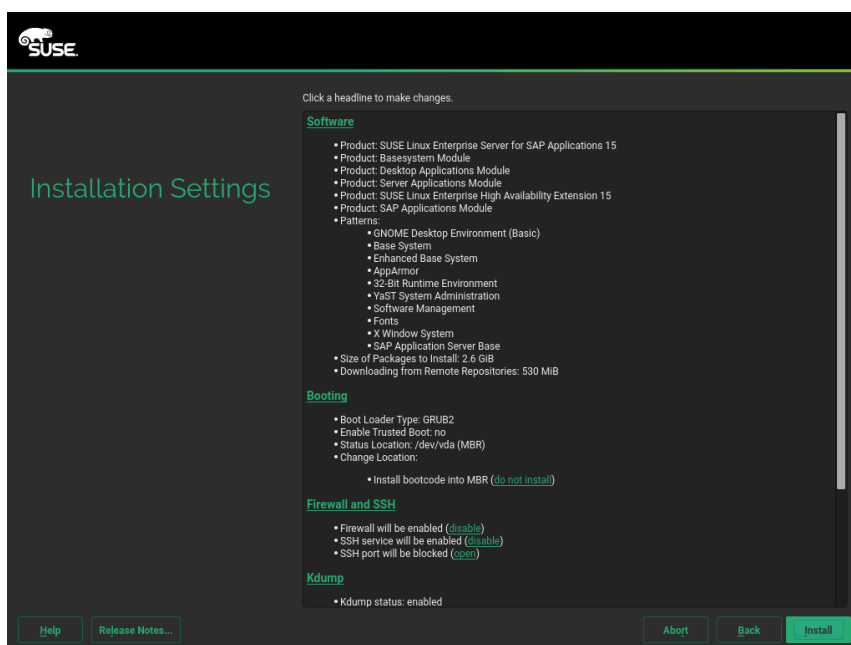 SUSE.
Click a headline to make changes.
Installation Settings
Software
• Product: SUSE Linux Enterprise Server for SAP Applications 15
• Product: Basesystem Module
• Product: Desktop Applications Module
• Product: Server Applications Module
• Product: SUSE Linux Enterprise High Availability Extension 15
• Product: SAP Applications Module
• Patterns:
• GNOME Desktop Environment (Basic)
• Base System
• Enhanced Base System
• AppArmor
• 32-Bit Runtime Environment
• YaST System Administration
• Software Management
• Fonts
• X Window System
• SAP Application Server Base
• Size of Packages to Install: 2.6 GiB
• Downloading from Remote Repositories: 530 MiB
Booting
• Boot Loader Type: GRUB2
• Enable Trusted Boot: no
• Status Location: /dev/vda (MBR)
• Change Location:
• Install bootcode into MBR (do not install)
Firewall and SSH
• Firewall will be enabled (disable)
• SSH service will be enabled (disable)
• SSH port will be blocked (open)
Kdump
• Kdump status: enabled
Help Release Notes... Abort Back Install